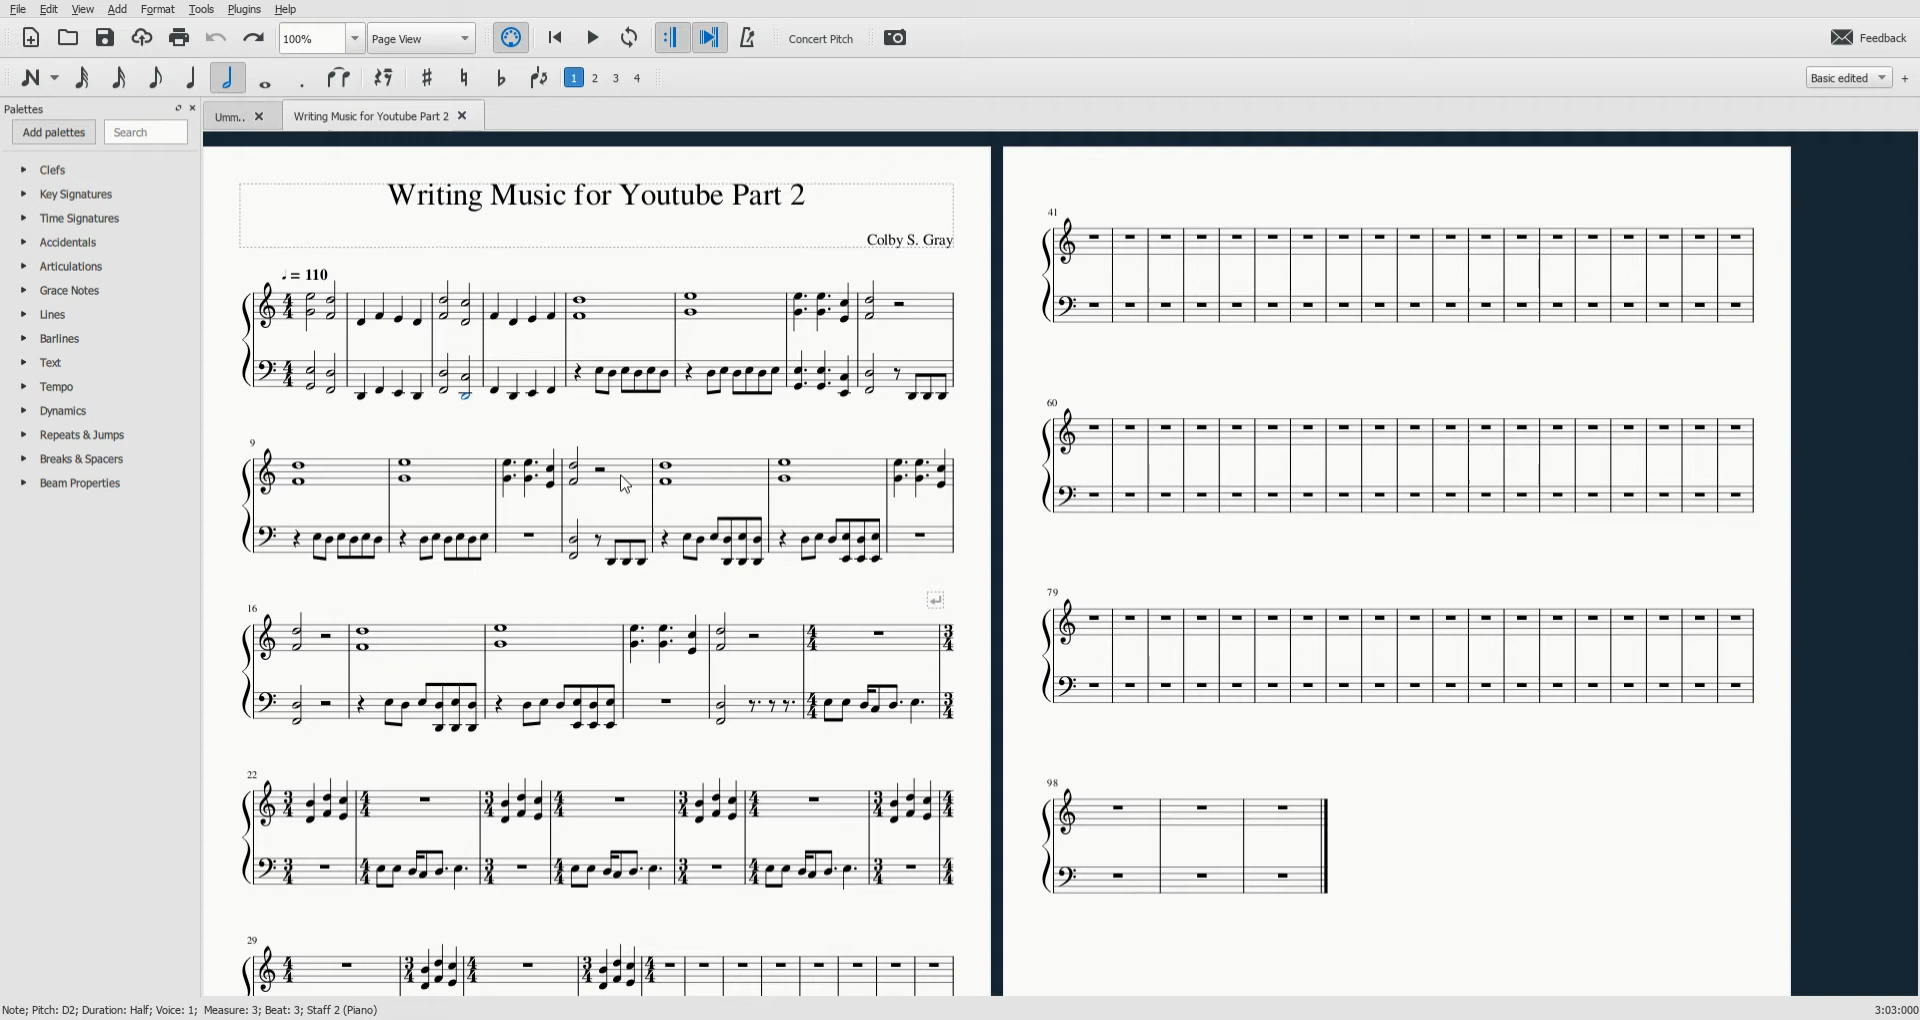 File Edit View Add Format Tools Plugins Help
100% Page View Concert Pitch Feedback
1 2 3 4 Basic edited +
Palettes
Umm.. Writing Music for Youtube Part 2
Add palettes Search
Clefs
Key Signatures
Time Signatures
Accidentals
Articulations
Grace Notes
Lines
Barlines
Text
Tempo
Dynamics
Repeats & Jumps
Breaks & Spacers
Beam Properties
Writing Music for Youtube Part 2
Colby S. Gray
= 110
9
16
22
29
41
60
79
98
Note; Pitch: D2; Duration: Half; Voice: 1; Measure: 3; Beat: 3; Staff 2 (Piano)
3:03:000